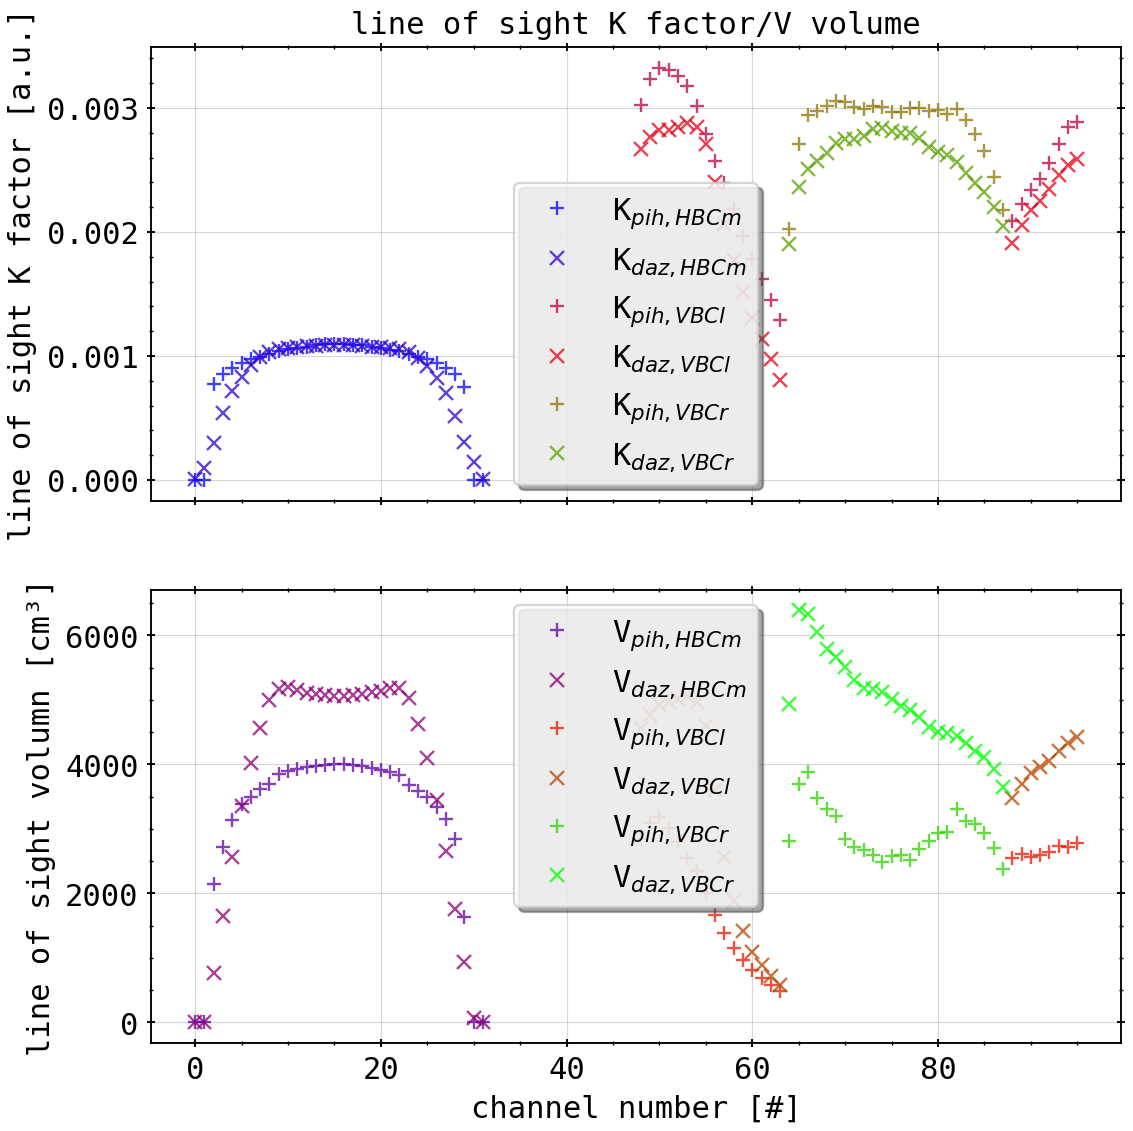 line of sight K factor/V volume
line of sight K factor [a.u.]
0.003
0.002
0.001
0.000
K_pih,HBCm
K_daz,HBCm
K_pih,VBCl
K_daz,VBCl
K_pih,VBCr
K_daz,VBCr
line of sight volumn [cm³]
6000
4000
2000
0
V_pih,HBCm
V_daz,HBCm
V_pih,VBCl
V_daz,VBCl
V_pih,VBCr
V_daz,VBCr
0 20 40 60 80
channel number [#]